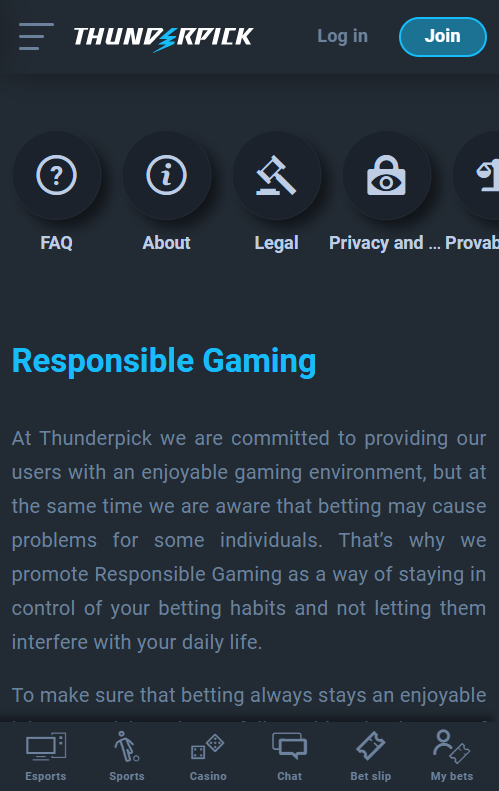 THUNDERPICK
Log in
Join
FAQ
About
Legal
Privacy and ...
Provab
Responsible Gaming
At Thunderpick we are committed to providing our
users with an enjoyable gaming environment, but at
the same time we are aware that betting may cause
problems for some individuals. That’s why we
promote Responsible Gaming as a way of staying in
control of your betting habits and not letting them
interfere with your daily life.
To make sure that betting always stays an enjoyable
Esports
Sports
Casino
Chat
Bet slip
My bets